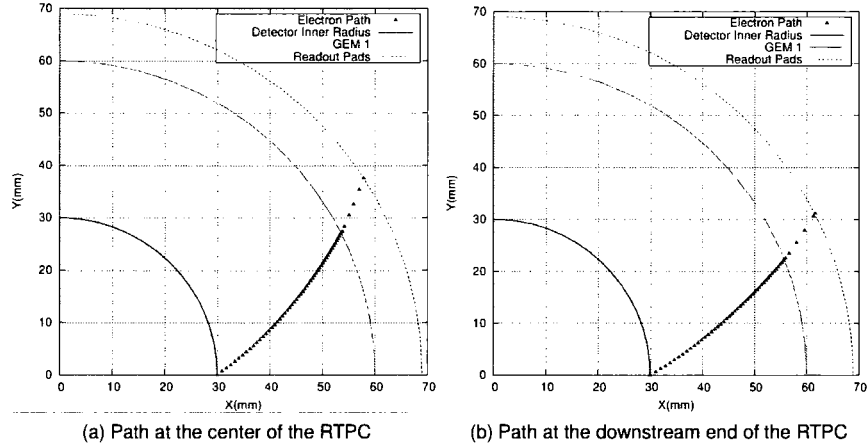 Electron Path
Detector Inner Radius
GEM 1
Readout Pads
70
60
50
40
30
20
10
0
Y(mm)
0 10 20 30 40 50 60 70
X(mm)
(a) Path at the center of the RTPC
Electron Path
Detector Inner Radius
GEM 1
Readout Pads
70
60
50
40
30
20
10
0
Y(mm)
0 10 20 30 40 50 60 70
X(mm)
(b) Path at the downstream end of the RTPC